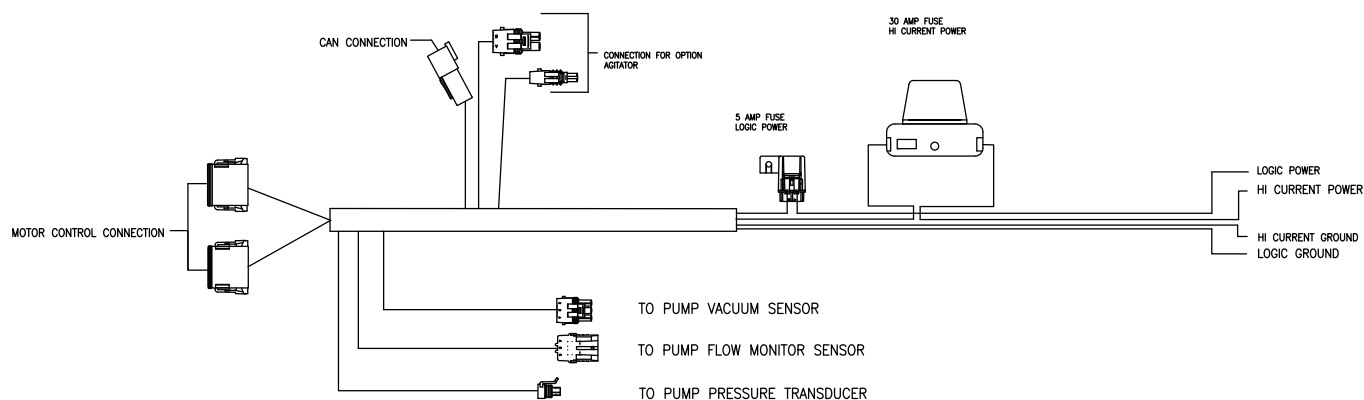 30 AMP FUSE
HI CURRENT POWER
CAN CONNECTION
CONNECTION FOR OPTION
AGITATOR
5 AMP FUSE
LOGIC POWER
LOGIC POWER
HI CURRENT POWER
MOTOR CONTROL CONNECTION
HI CURRENT GROUND
LOGIC GROUND
TO PUMP VACUUM SENSOR
TO PUMP FLOW MONITOR SENSOR
TO PUMP PRESSURE TRANSDUCER